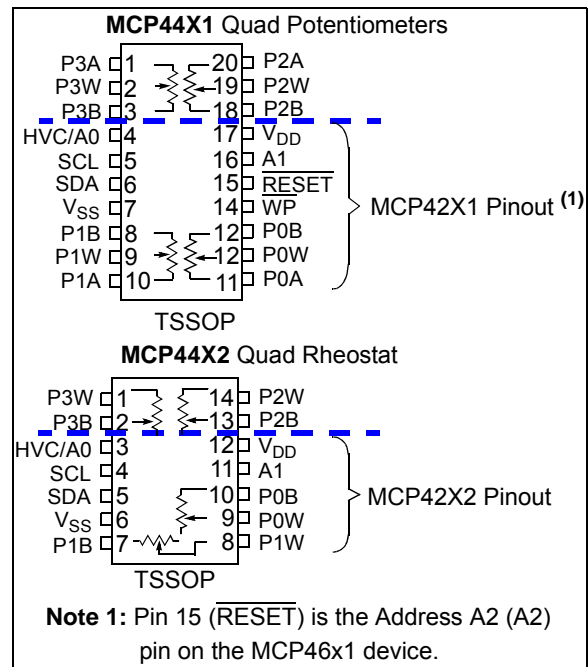 MCP44X1 Quad Potentiometers
P3A 1 20 P2A
P3W 2 19 P2W
P3B 3 18 P2B
HVC/A0 4 17 VDD
SCL 5 16 A1
SDA 6 15 RESET
VSS 7 14 WP
P1B 8 12 P0B
P1W 9 12 P0W
P1A 10 11 P0A
MCP42X1 Pinout (1)
TSSOP
MCP44X2 Quad Rheostat
P3W 1 14 P2W
P3B 2 13 P2B
HVC/A0 3 12 VDD
SCL 4 11 A1
SDA 5 10 P0B
VSS 6 9 P0W
P1B 7 8 P1W
MCP42X2 Pinout
TSSOP
Note 1: Pin 15 (RESET) is the Address A2 (A2)
pin on the MCP46x1 device.